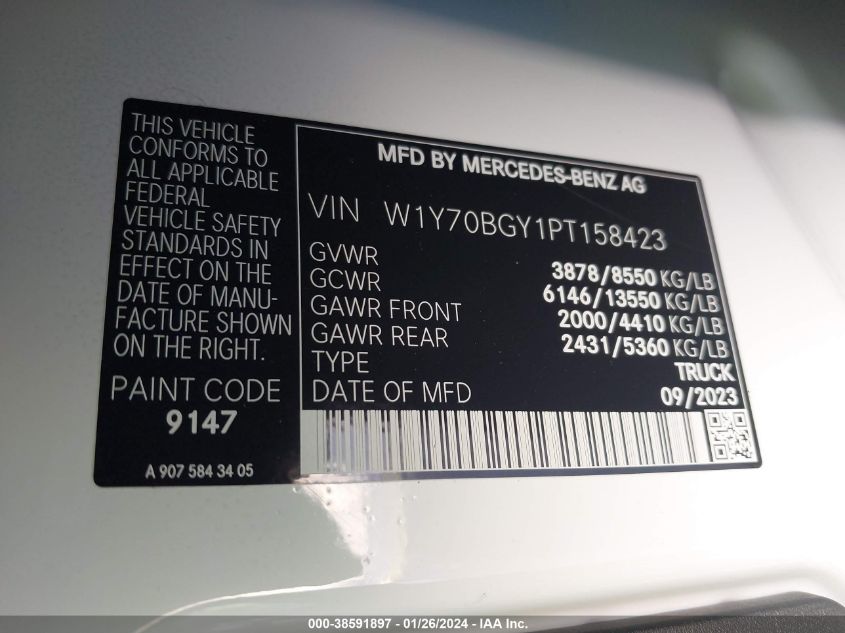 THIS VEHICLE
CONFORMS TO
ALL APPLICABLE
FEDERAL
VEHICLE SAFETY
STANDARDS IN
EFFECT ON THE
DATE OF MANU-
FACTURE SHOWN
ON THE RIGHT.
PAINT CODE
9147
A 907 584 34 05
MFD BY MERCEDES-BENZ AG
VIN W1Y70BGY1PT158423
GVWR 3878/8550 KG/LB
GCWR 6146/13550 KG/LB
GAWR FRONT 2000/4410 KG/LB
GAWR REAR 2431/5360 KG/LB
TYPE TRUCK
DATE OF MFD 09/2023
000-38591897 - 01/26/2024 - IAA Inc.